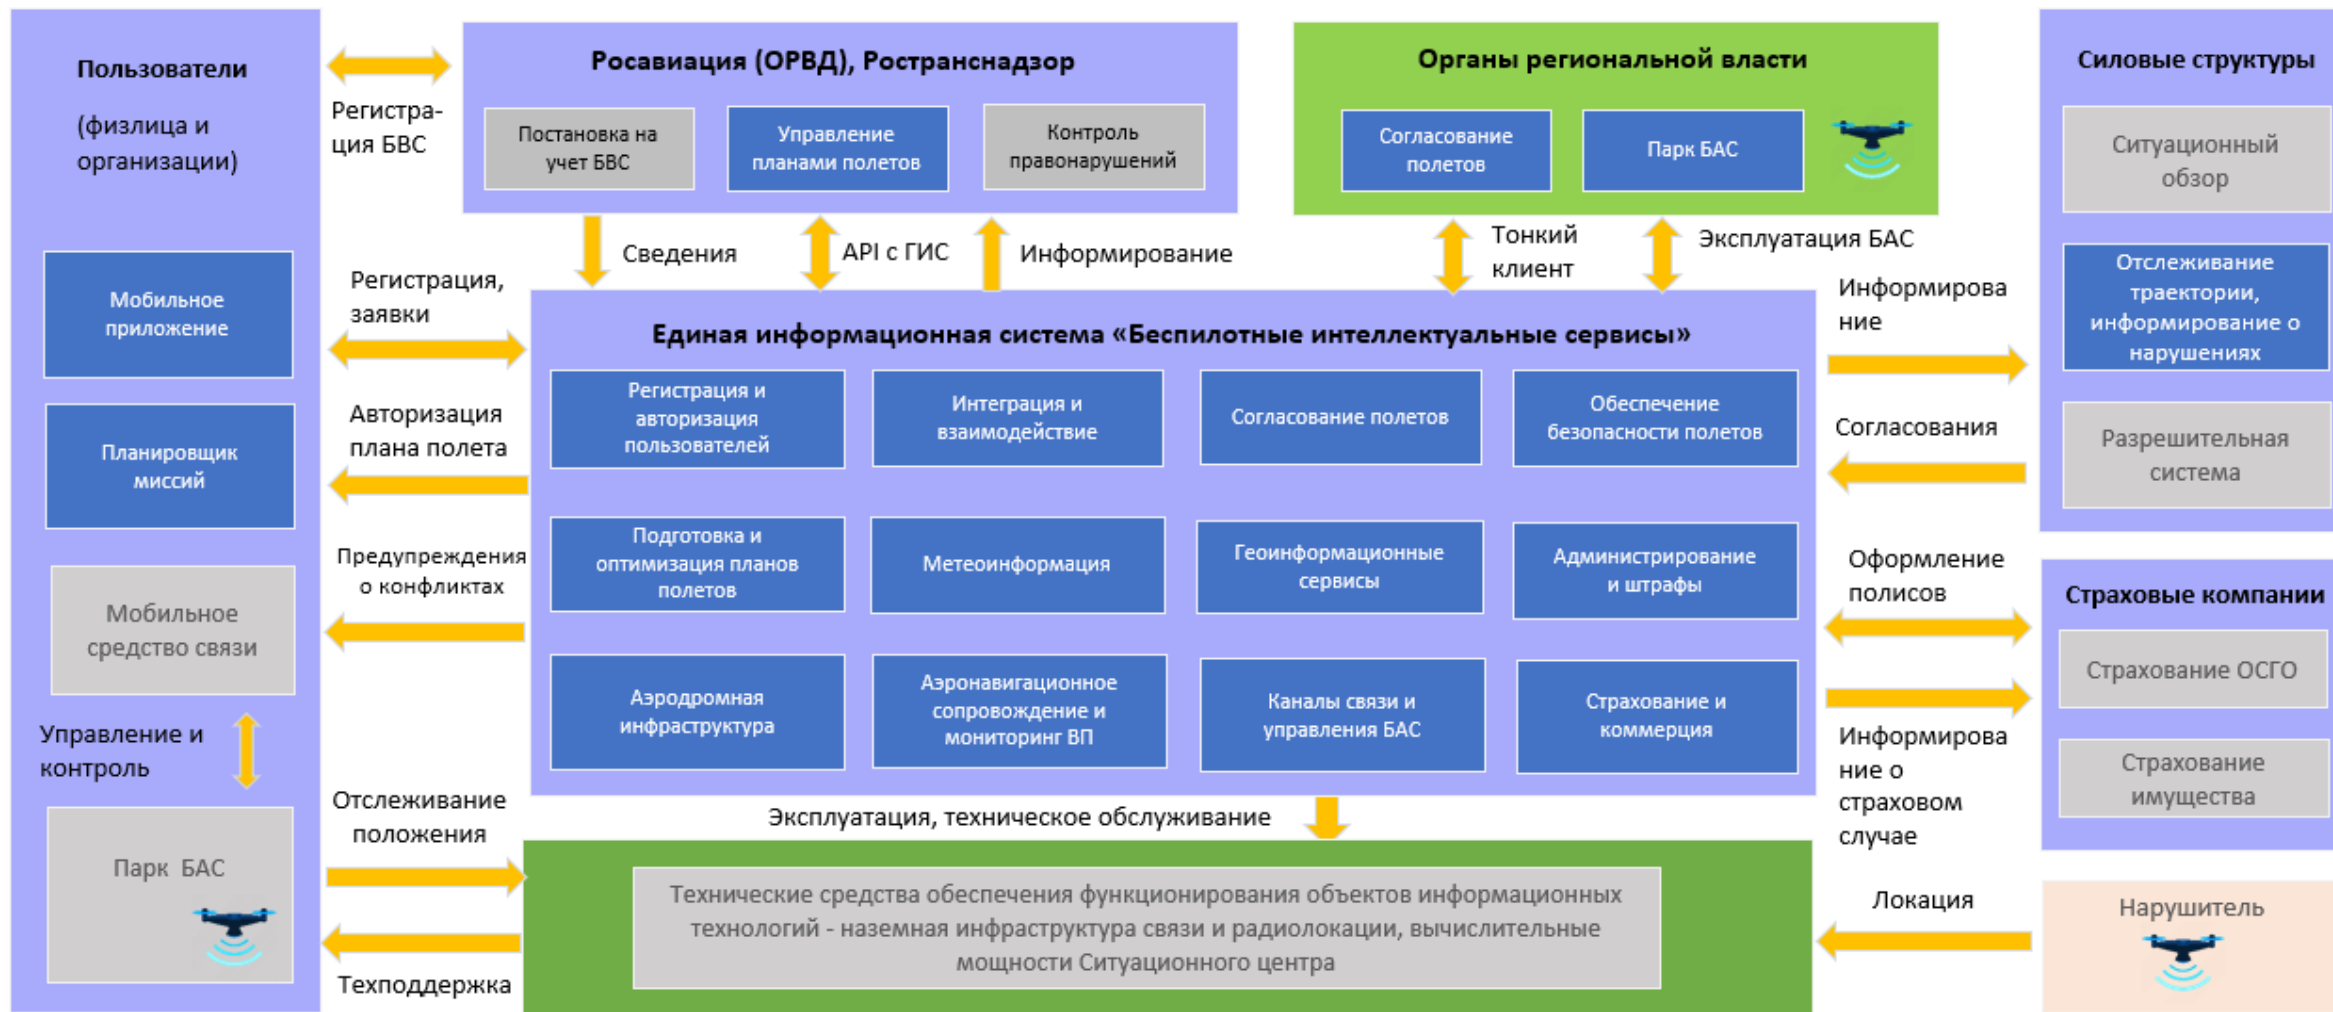 Пользователи
(физлица и
организации)
Мобильное
приложение
Планировщик
миссий
Мобильное
средство связи
Управление и
контроль
Парк БАС
Регистра-
ция БВС
Регистрация,
заявки
Авторизация
плана полета
Предупреждения
о конфликтах
Отслеживание
положения
Техподдержка
Росавиация (ОРВД), Ространснадзор
Постановка на
учет БВС
Управление
планами полетов
Контроль
правонарушений
Сведения
API с ГИС
Информирование
Органы региональной власти
Согласование
полетов
Парк БАС
Тонкий
клиент
Эксплуатация БАС
Единая информационная система «Беспилотные интеллектуальные сервисы»
Регистрация и
авторизация
пользователей
Интеграция и
взаимодействие
Согласование полетов
Обеспечение
безопасности полетов
Подготовка и
оптимизация планов
полетов
Метеоинформация
Геоинформационные
сервисы
Администрирование
и штрафы
Аэродромная
инфраструктура
Аэронавигационное
сопровождение и
мониторинг ВП
Каналы связи и
управления БАС
Страхование и
коммерция
Эксплуатация, техническое обслуживание
Технические средства обеспечения функционирования объектов информационных
технологий - наземная инфраструктура связи и радиолокации, вычислительные
мощности Ситуационного центра
Информирова
ние
Согласования
Оформление
полисов
Информирова
ние о
страховом
случае
Локация
Силовые структуры
Ситуационный
обзор
Отслеживание
траектории,
информирование о
нарушениях
Разрешительная
система
Страховые компании
Страхование ОСГО
Страхование
имущества
Нарушитель